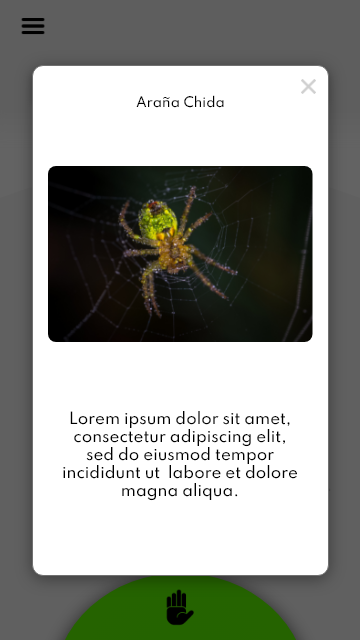 Araña Chida
Lorem ipsum dolor sit amet,
consectetur adipiscing elit,
sed do eiusmod tempor
incididunt ut  labore et dolore
magna aliqua.